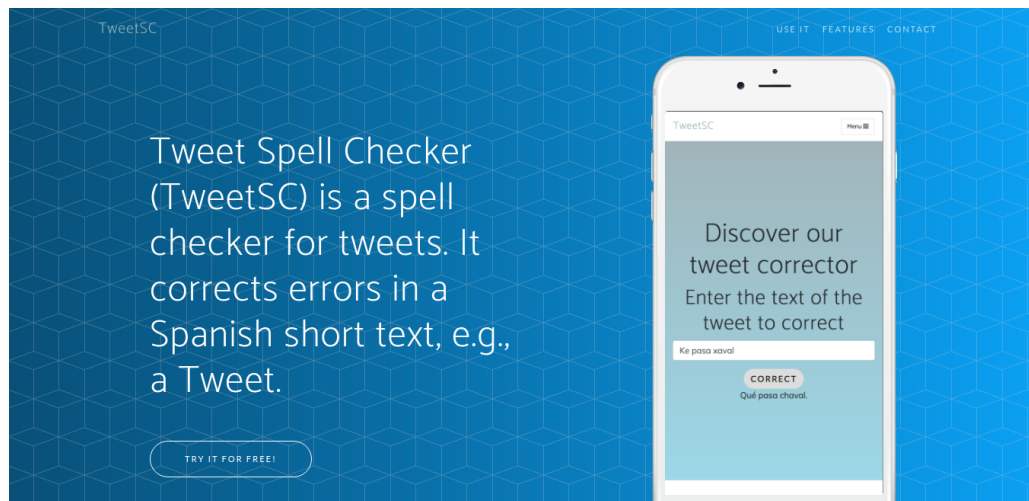 TweetSC
USE IT FEATURES CONTACT
Tweet Spell Checker
(TweetSC) is a spell
checker for tweets. It
corrects errors in a
Spanish short text, e.g.,
a Tweet.
TRY IT FOR FREE!
TweetSC
Menu
Discover our
tweet corrector
Enter the text of the
tweet to correct
Ke pasa xaval
CORRECT
Qué pasa chaval.